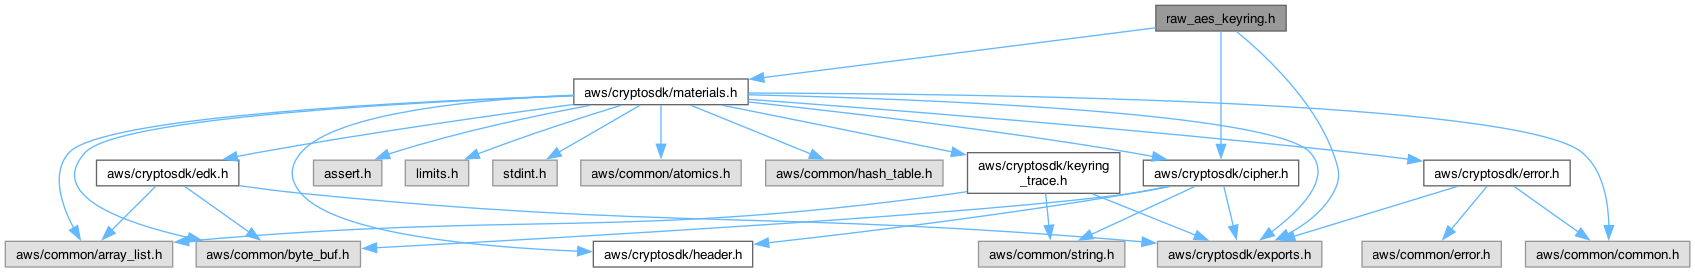 raw_aes_keyring.h
aws/cryptosdk/materials.h
aws/cryptosdk/edk.h
assert.h
limits.h
stdint.h
aws/common/atomics.h
aws/common/hash_table.h
aws/cryptosdk/keyring
_trace.h
aws/cryptosdk/cipher.h
aws/cryptosdk/error.h
aws/common/array_list.h
aws/common/byte_buf.h
aws/cryptosdk/header.h
aws/common/string.h
aws/cryptosdk/exports.h
aws/common/error.h
aws/common/common.h